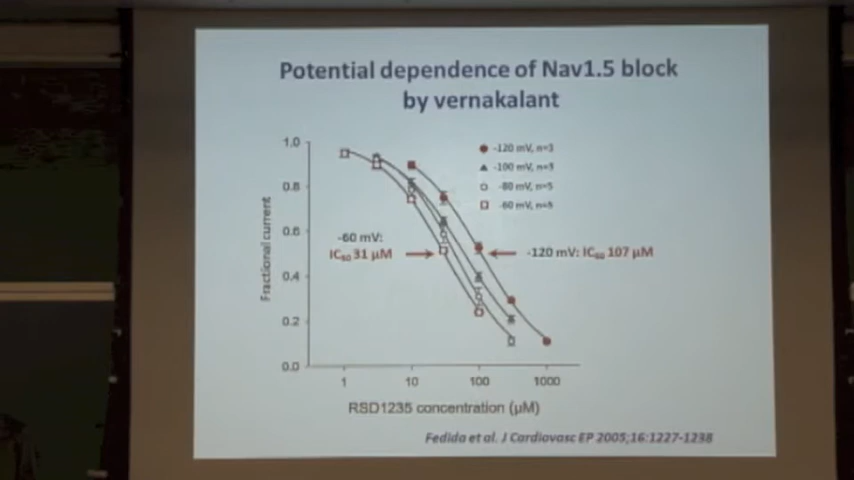 Potential dependence of Nav1.5 block
by vernakalant
1.0
0.8
0.6
0.4
0.2
0.0
Fractional current
-120 mV, n=3
-100 mV, n=3
-80 mV, n=5
-60 mV, n=5
-60 mV:
IC50 31 µM
-120 mV: IC50 107 µM
1 10 100 1000
RSD1235 concentration (µM)
Fedida et al. J Cardiovasc EP 2005;16:1227-1238